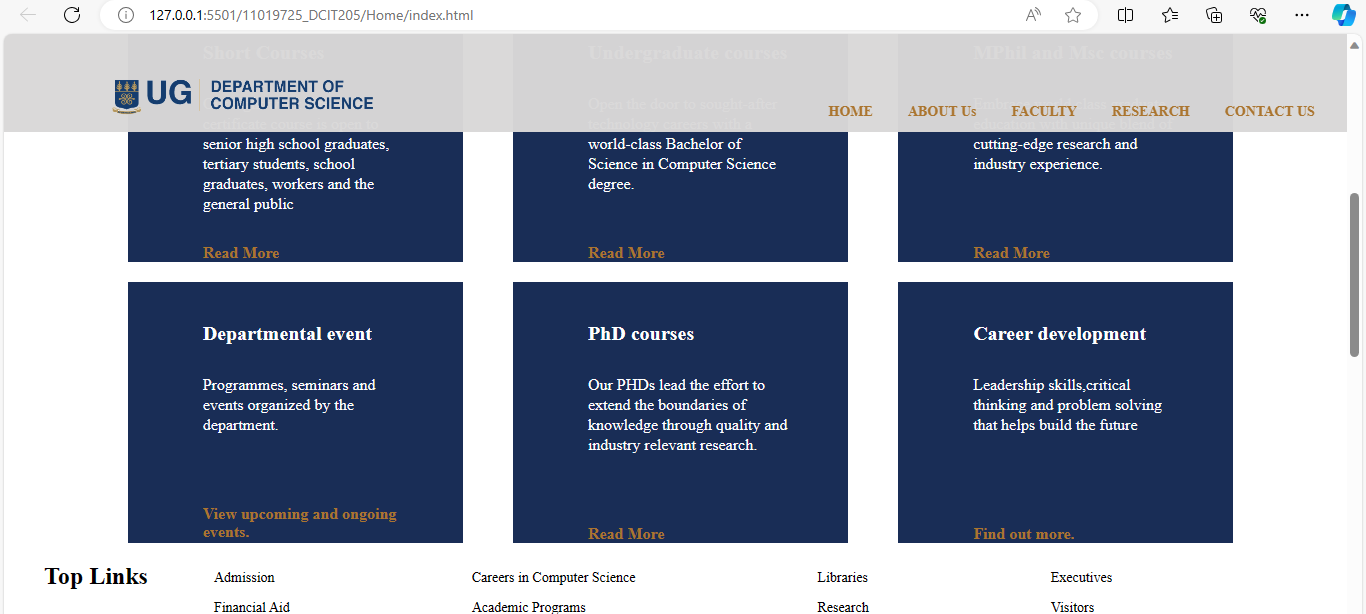 127.0.0.1:5501/11019725_DCIT205/Home/index.html
Short Courses
Undergraduate courses
MPhil and Msc courses
UG DEPARTMENT OF
COMPUTER SCIENCE
HOME ABOUT Us FACULTY RESEARCH CONTACT US
Open the door to sought-after
technology careers with a
certificate course is open to
senior high school graduates,
tertiary students, school
graduates, workers and the
general public
Read More
world-class Bachelor of
Science in Computer Science
degree.
Read More
cutting-edge research and
industry experience.
Read More
Departmental event
Programmes, seminars and
events organized by the
department.
View upcoming and ongoing
events.
PhD courses
Our PHDs lead the effort to
extend the boundaries of
knowledge through quality and
industry relevant research.
Read More
Career development
Leadership skills,critical
thinking and problem solving
that helps build the future
Find out more.
Top Links
Admission Careers in Computer Science Libraries Executives
Financial Aid Academic Programs Research Visitors